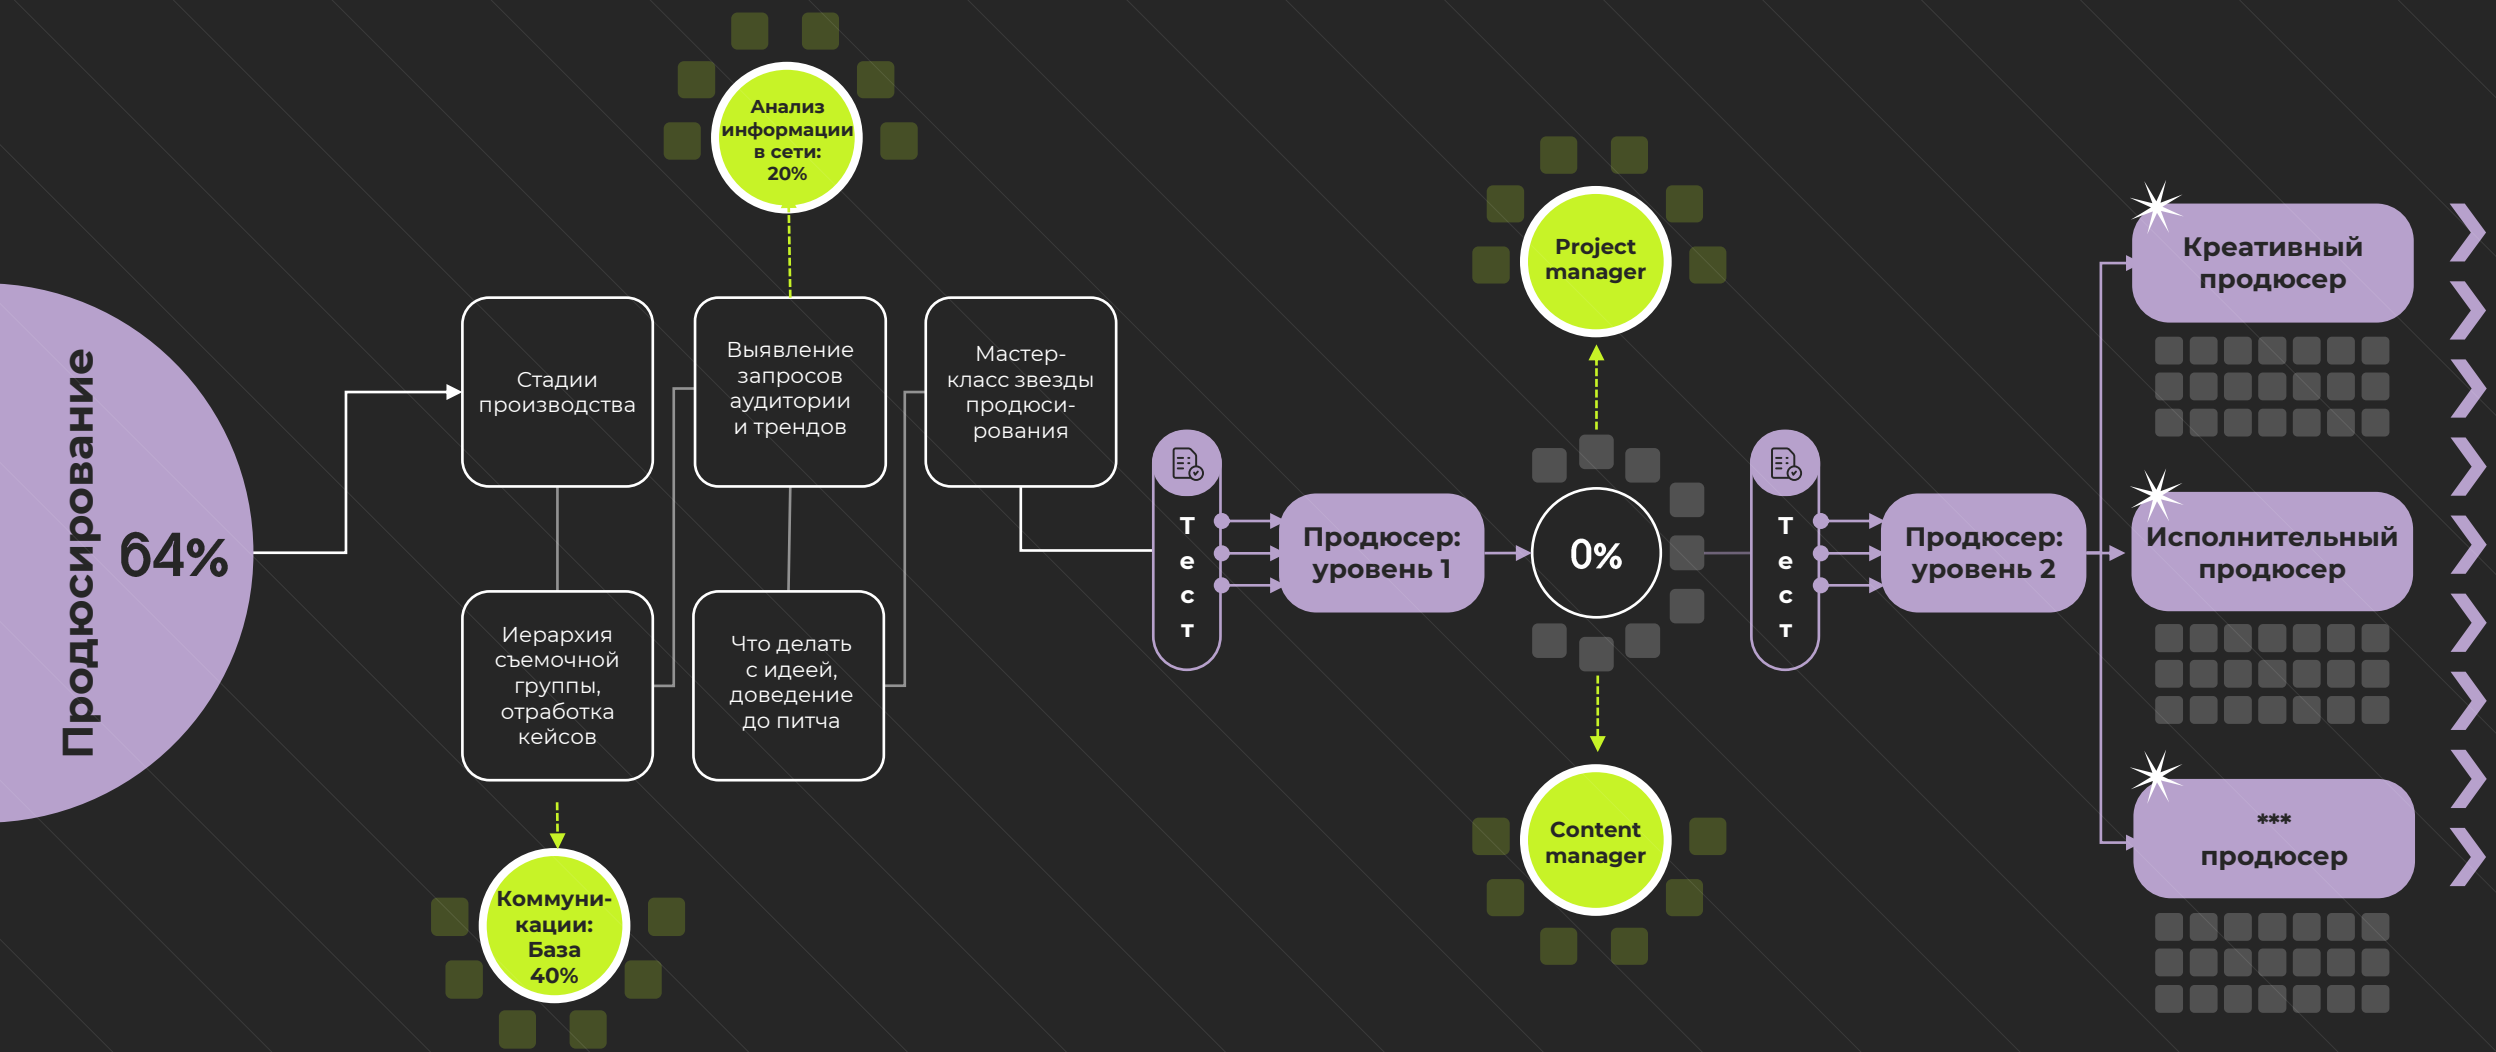 Продюсирование
64%
Анализ
информации
в сети:
20%
Стадии
производства
Иерархия
съемочной
группы,
отработка
кейсов
Коммуни-
кации:
База
40%
Выявление
запросов
аудитории
и трендов
Что делать
с идеей,
доведение
до питча
Мастер-
класс звезды
продюси-
рования
Тест
Продюсер:
уровень 1
Project
manager
0%
Content
manager
Тест
Продюсер:
уровень 2
Креативный
продюсер
Исполнительный
продюсер
***
продюсер